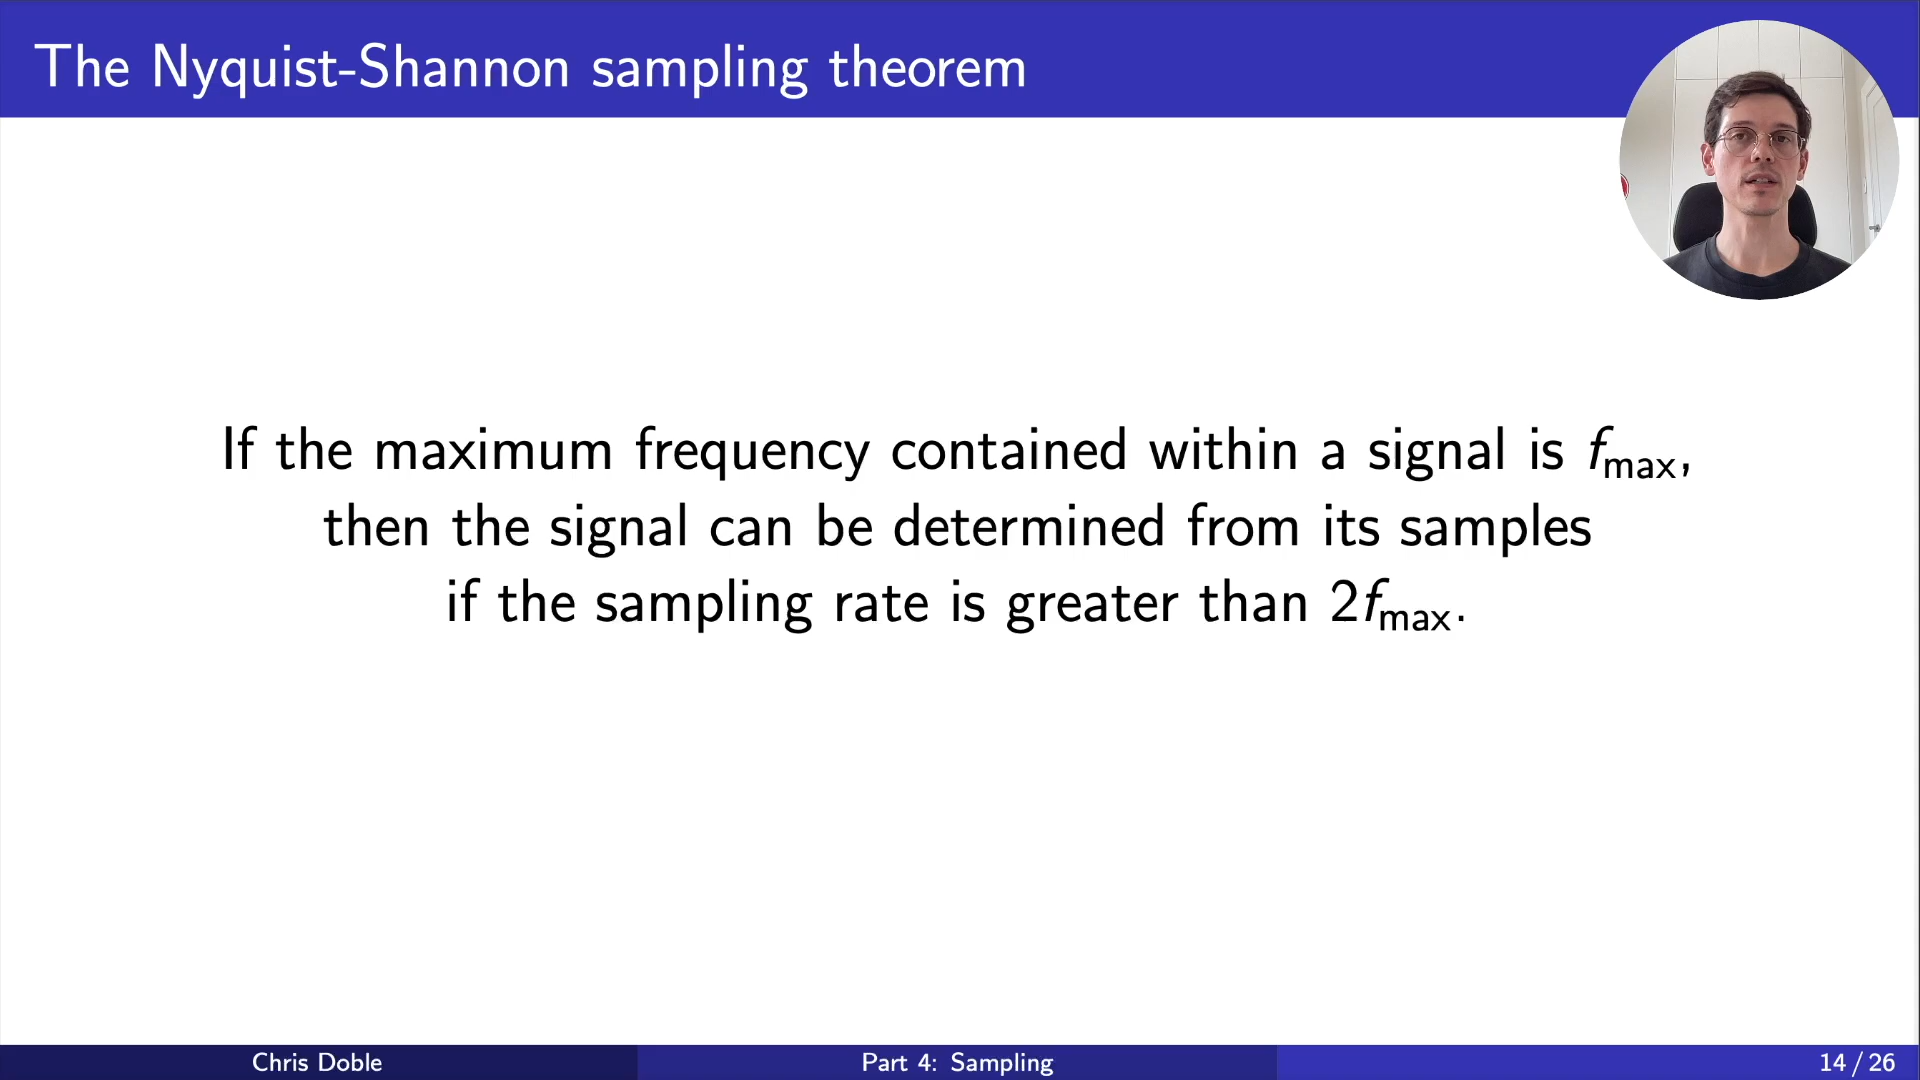 The Nyquist-Shannon sampling theorem
If the maximum frequency contained within a signal is fmax,
then the signal can be determined from its samples
if the sampling rate is greater than 2fmax.
Chris Doble
Part 4: Sampling
14 / 26